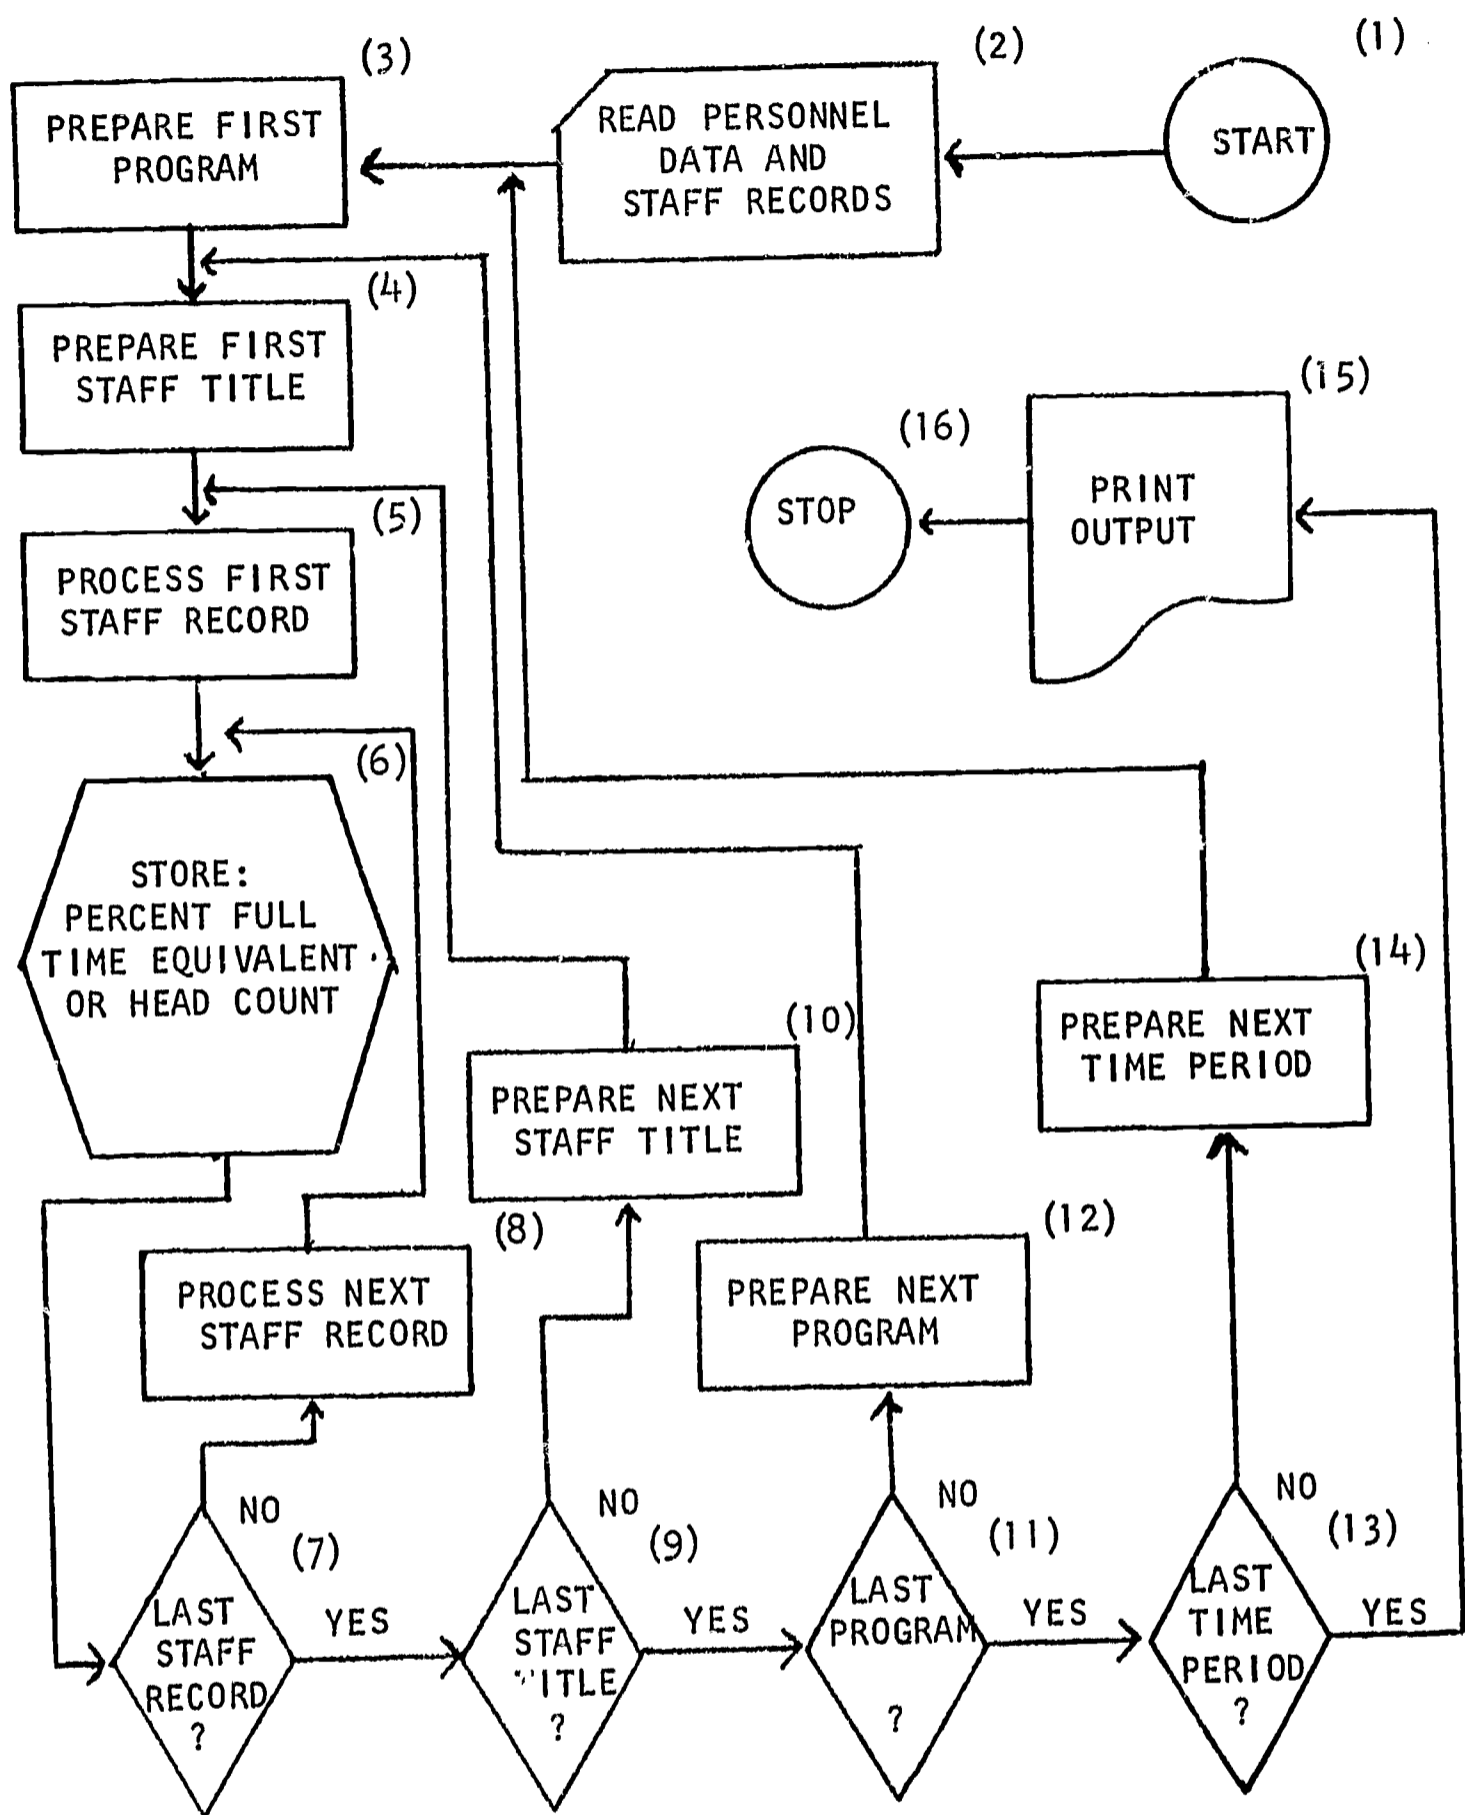 (1)
START
(2)
READ PERSONNEL
DATA AND
STAFF RECORDS
(3)
PREPARE FIRST
PROGRAM
(4)
PREPARE FIRST
STAFF TITLE
(5)
PROCESS FIRST
STAFF RECORD
(6)
STORE:
PERCENT FULL
TIME EQUIVALENT
OR HEAD COUNT
(7)
LAST
STAFF
RECORD
?
NO
YES
(8)
PROCESS NEXT
STAFF RECORD
(9)
LAST
STAFF
TITLE
?
NO
YES
(10)
PREPARE NEXT
STAFF TITLE
(11)
LAST
PROGRAM
?
NO
YES
(12)
PREPARE NEXT
PROGRAM
(13)
LAST
TIME
PERIOD
?
NO
YES
(14)
PREPARE NEXT
TIME PERIOD
(15)
PRINT
OUTPUT
(16)
STOP